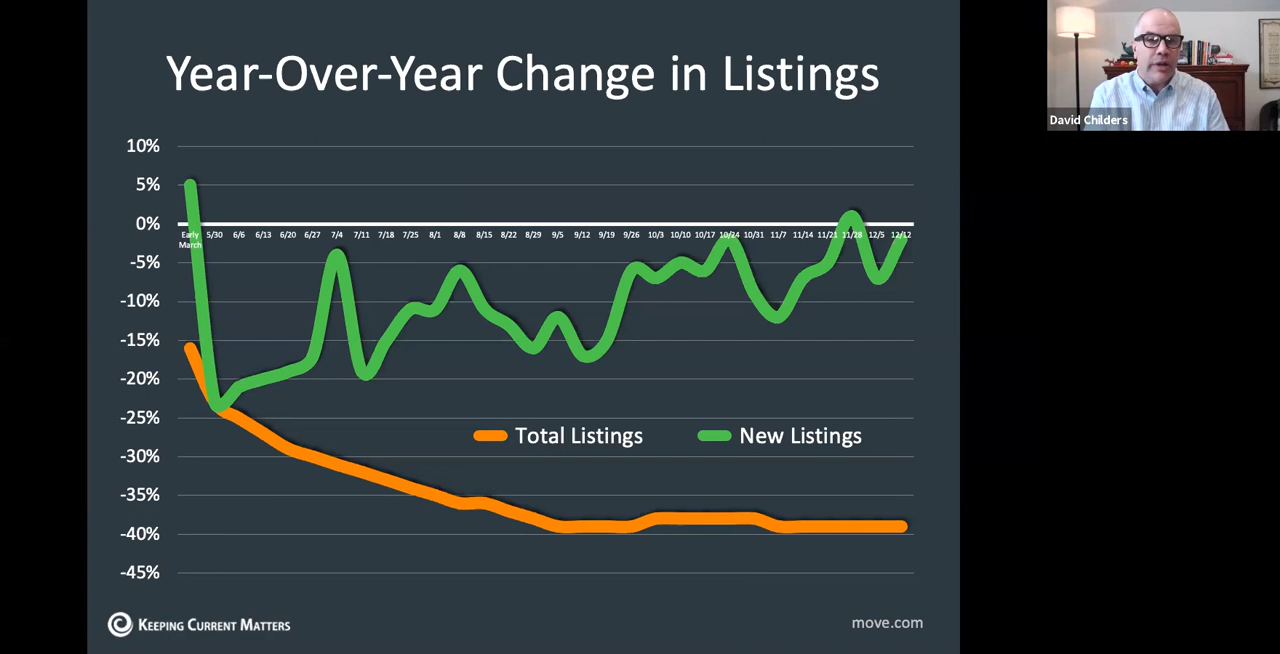 Year-Over-Year Change in Listings
David Childers
10%
5%
0%
Early March 5/30 6/6 6/13 6/20 6/27 7/4 7/11 7/18 7/25 8/1 8/8 8/15 8/22 8/29 9/5 9/12 9/19 9/26 10/3 10/10 10/17 10/24 10/31 11/7 11/14 11/21 11/28 12/5 12/12
-5%
-10%
-15%
-20%
-25%
Total Listings New Listings
-30%
-35%
-40%
-45%
KEEPING CURRENT MATTERS
move.com